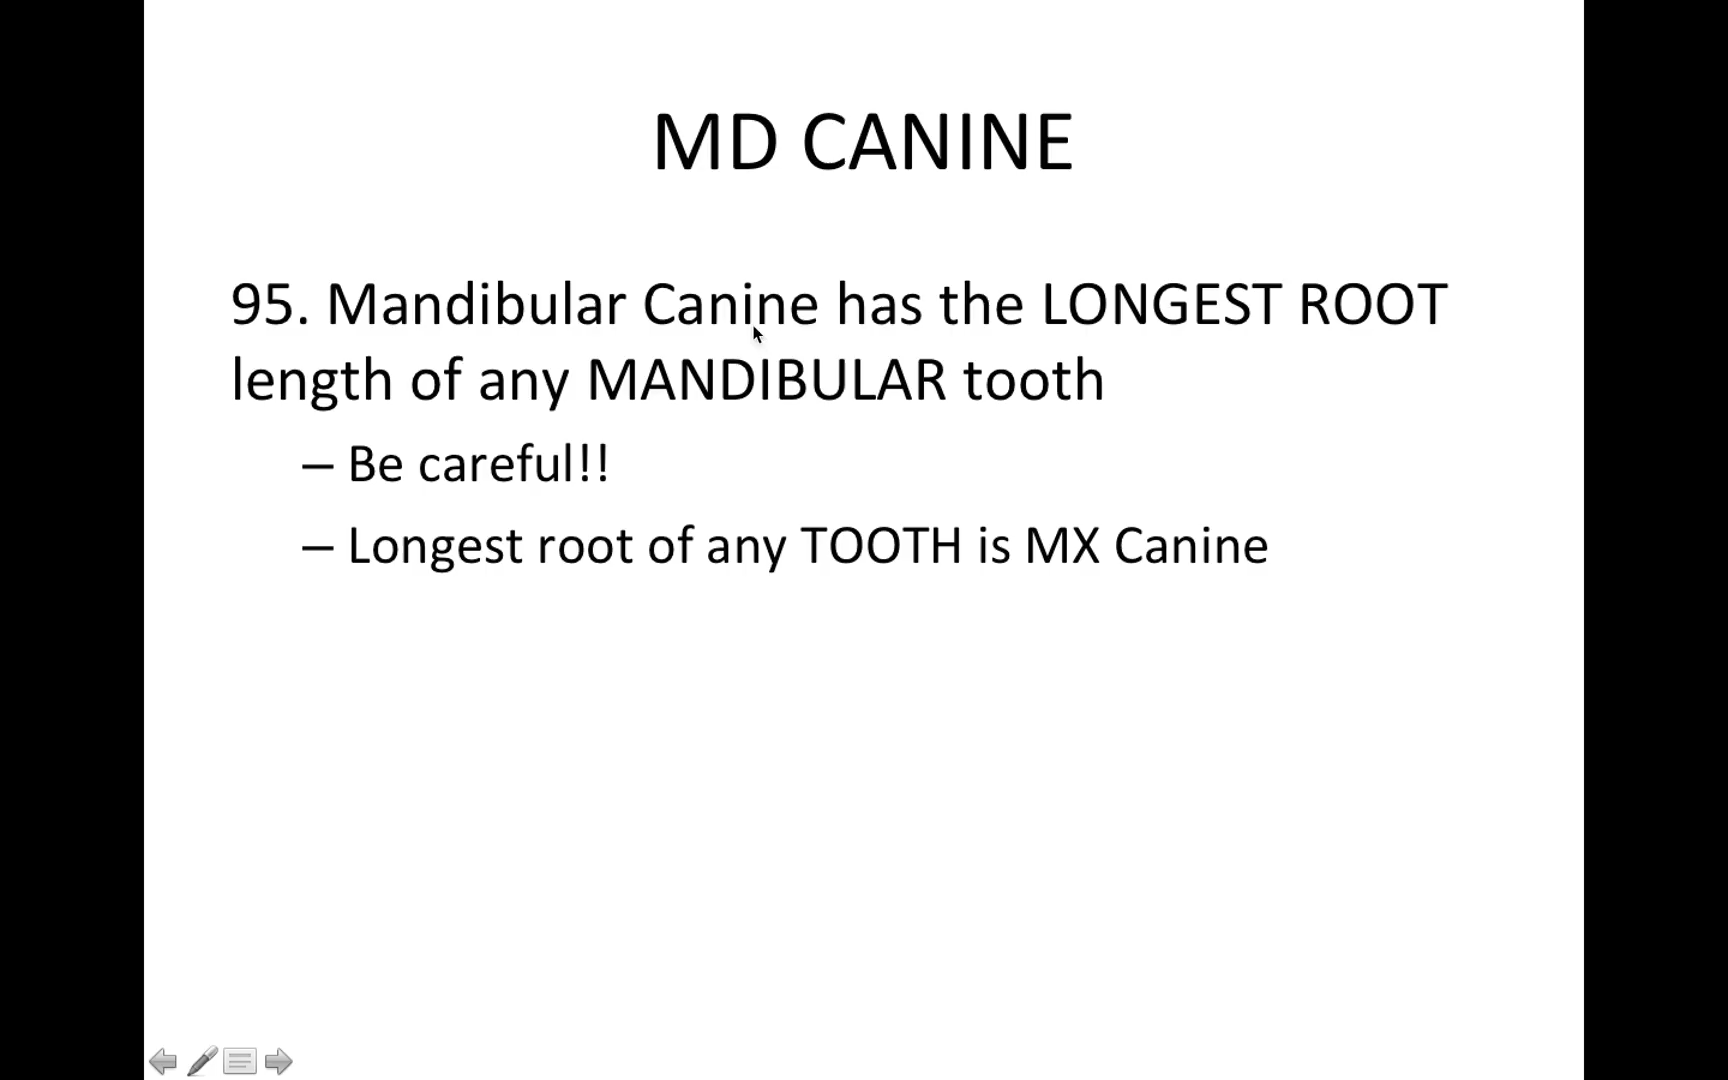 MD CANINE
95. Mandibular Canine has the LONGEST ROOT
length of any MANDIBULAR tooth
– Be careful!!
– Longest root of any TOOTH is MX Canine